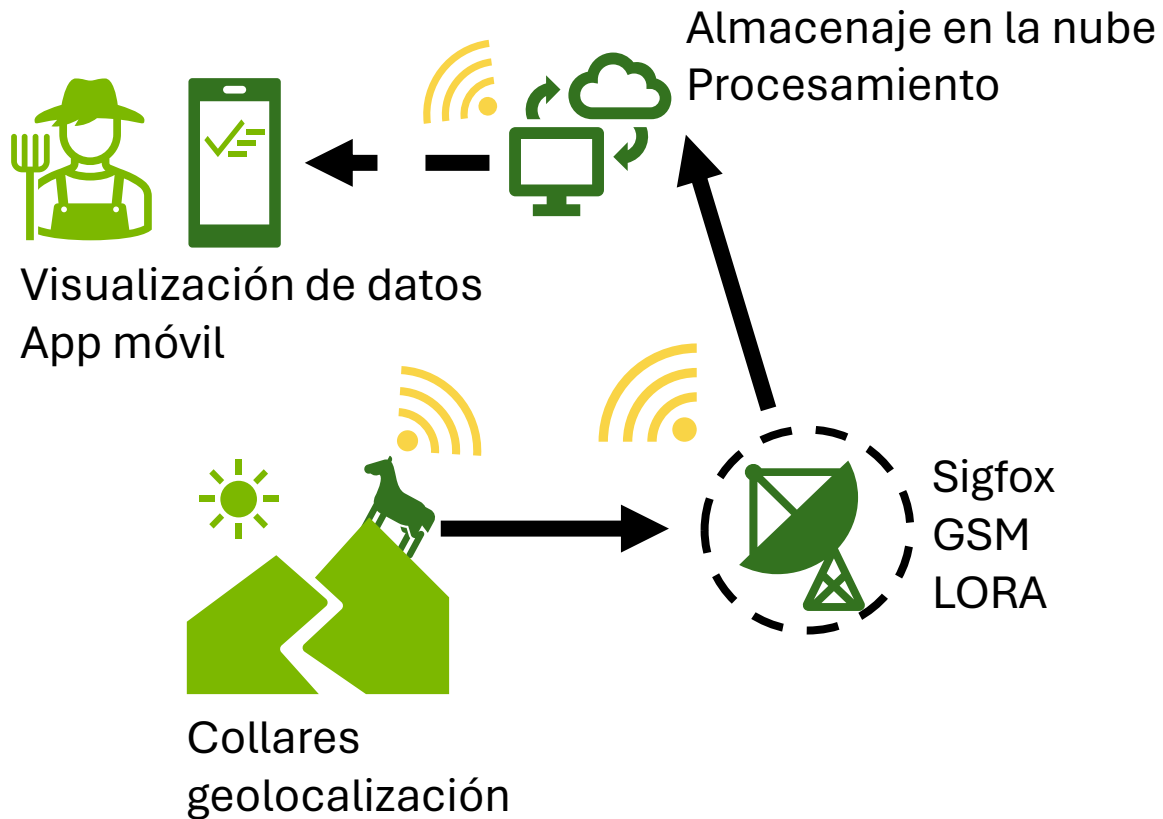 Almacenaje en la nube
Procesamiento
Visualización de datos
App móvil
Sigfox
GSM
LORA
Collares
geolocalización